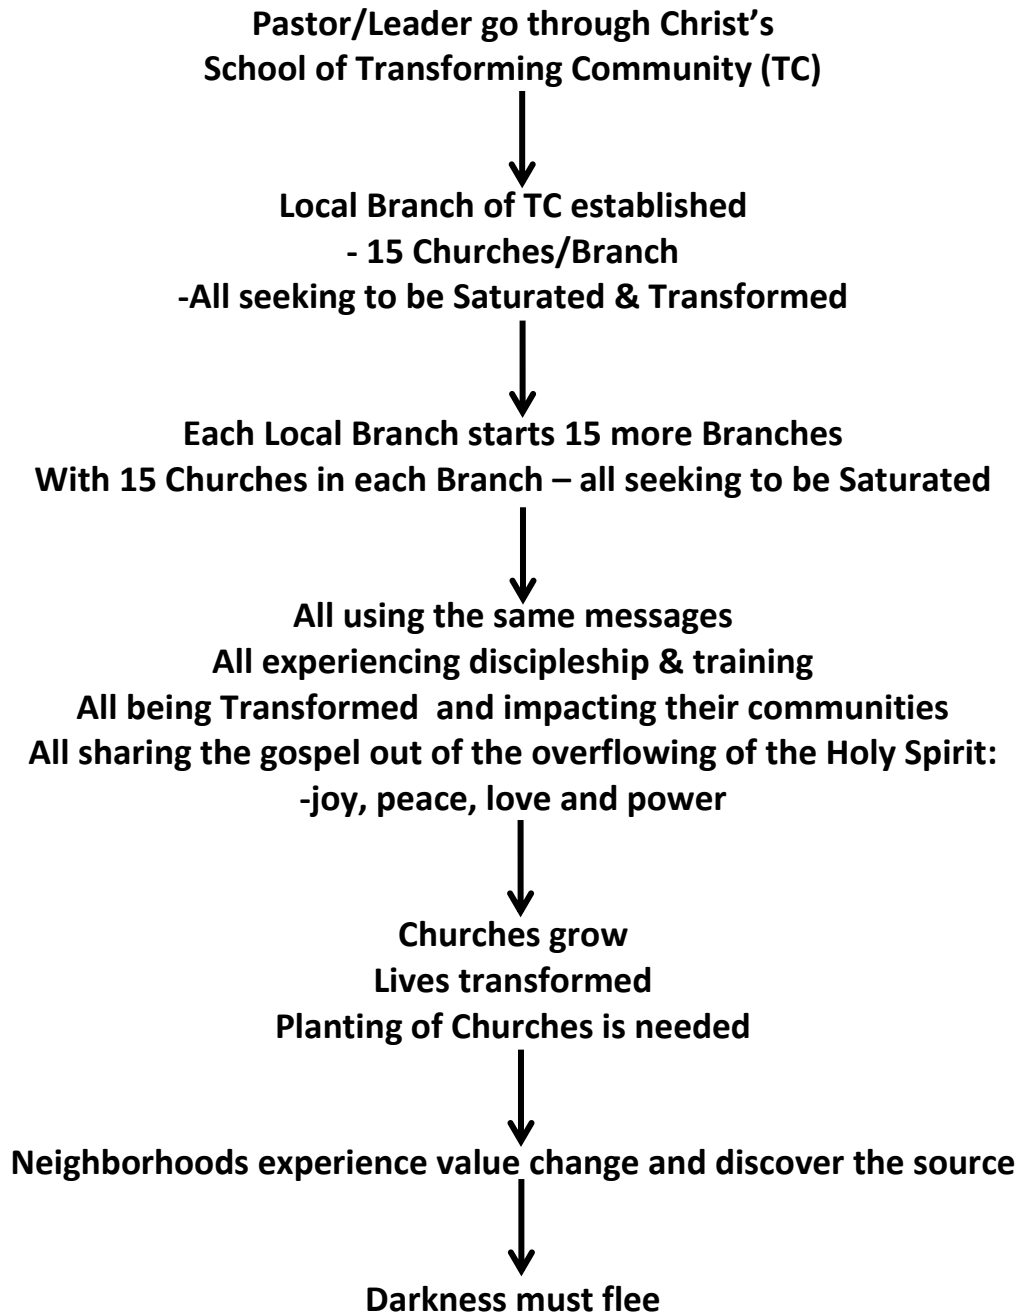 Pastor/Leader go through Christ’s
School of Transforming Community (TC)
Local Branch of TC established
- 15 Churches/Branch
-All seeking to be Saturated & Transformed
Each Local Branch starts 15 more Branches
With 15 Churches in each Branch – all seeking to be Saturated
All using the same messages
All experiencing discipleship & training
All being Transformed  and impacting their communities
All sharing the gospel out of the overflowing of the Holy Spirit:
-joy, peace, love and power
Churches grow
Lives transformed
Planting of Churches is needed
Neighborhoods experience value change and discover the source
Darkness must flee